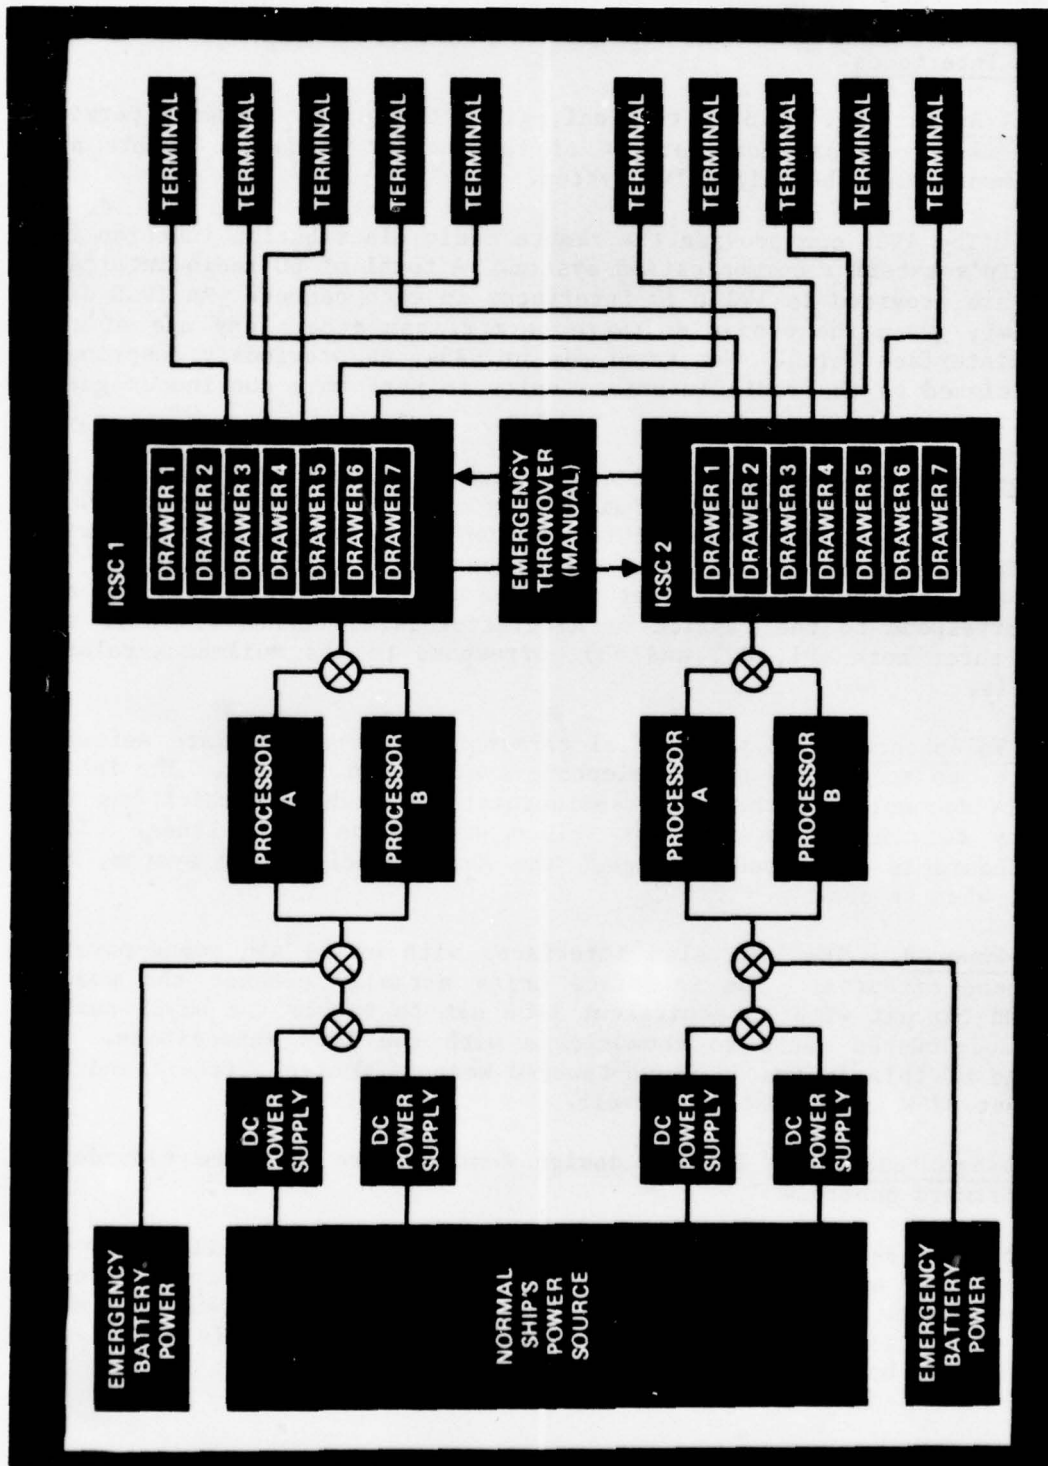 EMERGENCY
BATTERY
POWER
NORMAL
SHIP'S
POWER
SOURCE
EMERGENCY
BATTERY
POWER
DC
POWER
SUPPLY
DC
POWER
SUPPLY
DC
POWER
SUPPLY
DC
POWER
SUPPLY
PROCESSOR
A
PROCESSOR
B
PROCESSOR
A
PROCESSOR
B
ICSC 1
DRAWER 1
DRAWER 2
DRAWER 3
DRAWER 4
DRAWER 5
DRAWER 6
DRAWER 7
EMERGENCY
THROWOVER
(MANUAL)
ICSC 2
DRAWER 1
DRAWER 2
DRAWER 3
DRAWER 4
DRAWER 5
DRAWER 6
DRAWER 7
TERMINAL
TERMINAL
TERMINAL
TERMINAL
TERMINAL
TERMINAL
TERMINAL
TERMINAL
TERMINAL
TERMINAL